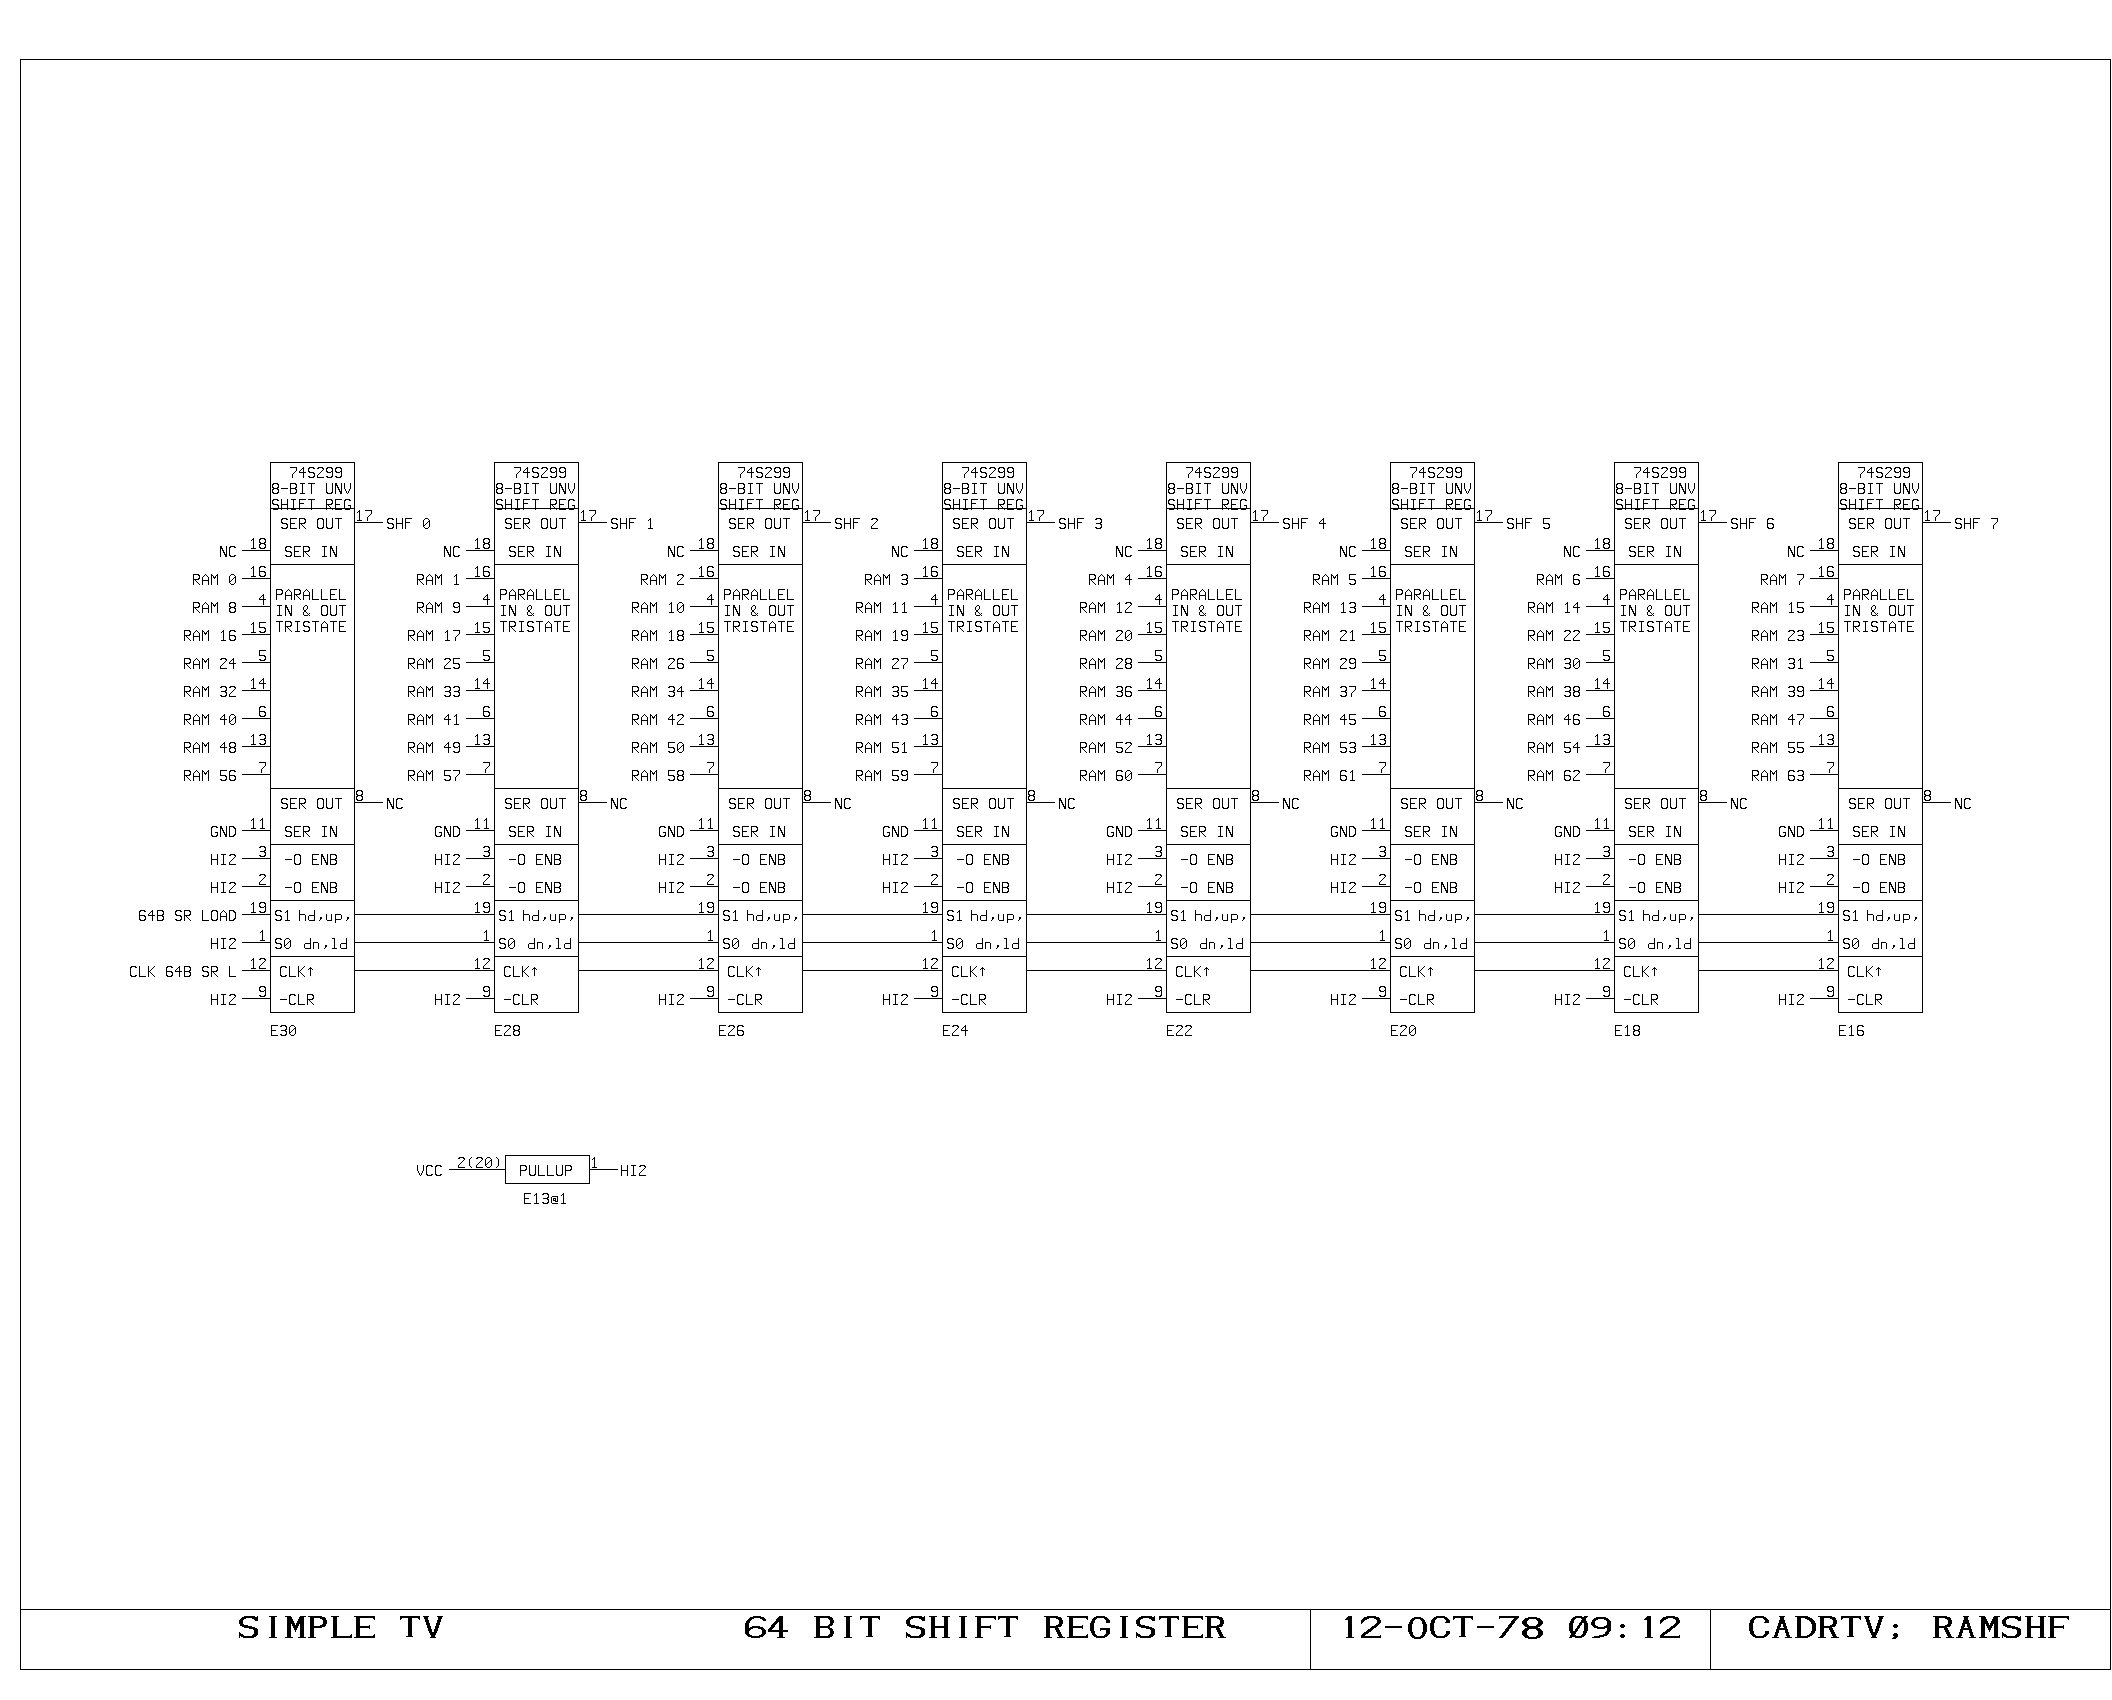 74S299 74S299 74S299 74S299 74S299 74S299 74S299 74S299
8-BIT UNV 8-BIT UNV 8-BIT UNV 8-BIT UNV 8-BIT UNV 8-BIT UNV 8-BIT UNV 8-BIT UNV
SHIFT REG SHIFT REG SHIFT REG SHIFT REG SHIFT REG SHIFT REG SHIFT REG SHIFT REG
SER OUT 17 SHF 0 SER OUT 17 SHF 1 SER OUT 17 SHF 2 SER OUT 17 SHF 3 SER OUT 17 SHF 4 SER OUT 17 SHF 5 SER OUT 17 SHF 6 SER OUT 17 SHF 7
NC 18 SER IN NC 18 SER IN NC 18 SER IN NC 18 SER IN NC 18 SER IN NC 18 SER IN NC 18 SER IN NC 18 SER IN
RAM 0 16 RAM 1 16 RAM 2 16 RAM 3 16 RAM 4 16 RAM 5 16 RAM 6 16 RAM 7 16
PARALLEL PARALLEL PARALLEL PARALLEL PARALLEL PARALLEL PARALLEL PARALLEL
RAM 8 4 IN & OUT RAM 9 4 IN & OUT RAM 10 4 IN & OUT RAM 11 4 IN & OUT RAM 12 4 IN & OUT RAM 13 4 IN & OUT RAM 14 4 IN & OUT RAM 15 4 IN & OUT
RAM 16 15 TRISTATE RAM 17 15 TRISTATE RAM 18 15 TRISTATE RAM 19 15 TRISTATE RAM 20 15 TRISTATE RAM 21 15 TRISTATE RAM 22 15 TRISTATE RAM 23 15 TRISTATE
RAM 24 5 RAM 25 5 RAM 26 5 RAM 27 5 RAM 28 5 RAM 29 5 RAM 30 5 RAM 31 5
RAM 32 14 RAM 33 14 RAM 34 14 RAM 35 14 RAM 36 14 RAM 37 14 RAM 38 14 RAM 39 14
RAM 40 6 RAM 41 6 RAM 42 6 RAM 43 6 RAM 44 6 RAM 45 6 RAM 46 6 RAM 47 6
RAM 48 13 RAM 49 13 RAM 50 13 RAM 51 13 RAM 52 13 RAM 53 13 RAM 54 13 RAM 55 13
RAM 56 7 RAM 57 7 RAM 58 7 RAM 59 7 RAM 60 7 RAM 61 7 RAM 62 7 RAM 63 7
SER OUT 8 NC SER OUT 8 NC SER OUT 8 NC SER OUT 8 NC SER OUT 8 NC SER OUT 8 NC SER OUT 8 NC SER OUT 8 NC
GND 11 SER IN GND 11 SER IN GND 11 SER IN GND 11 SER IN GND 11 SER IN GND 11 SER IN GND 11 SER IN GND 11 SER IN
HI2 3 -O ENB HI2 3 -O ENB HI2 3 -O ENB HI2 3 -O ENB HI2 3 -O ENB HI2 3 -O ENB HI2 3 -O ENB HI2 3 -O ENB
HI2 2 -O ENB HI2 2 -O ENB HI2 2 -O ENB HI2 2 -O ENB HI2 2 -O ENB HI2 2 -O ENB HI2 2 -O ENB HI2 2 -O ENB
64B SR LOAD 19 S1 hd,up, 19 S1 hd,up, 19 S1 hd,up, 19 S1 hd,up, 19 S1 hd,up, 19 S1 hd,up, 19 S1 hd,up, 19 S1 hd,up,
HI2 1 S0 dn,ld 1 S0 dn,ld 1 S0 dn,ld 1 S0 dn,ld 1 S0 dn,ld 1 S0 dn,ld 1 S0 dn,ld 1 S0 dn,ld
CLK 64B SR L 12 CLK↑ 12 CLK↑ 12 CLK↑ 12 CLK↑ 12 CLK↑ 12 CLK↑ 12 CLK↑ 12 CLK↑
HI2 9 -CLR HI2 9 -CLR HI2 9 -CLR HI2 9 -CLR HI2 9 -CLR HI2 9 -CLR HI2 9 -CLR HI2 9 -CLR
E30 E28 E26 E24 E22 E20 E18 E16
VCC 2(20) PULLUP 1 HI2
E13@1
SIMPLE TV 64 BIT SHIFT REGISTER 12-OCT-78 09:12 CADRTV; RAMSHF